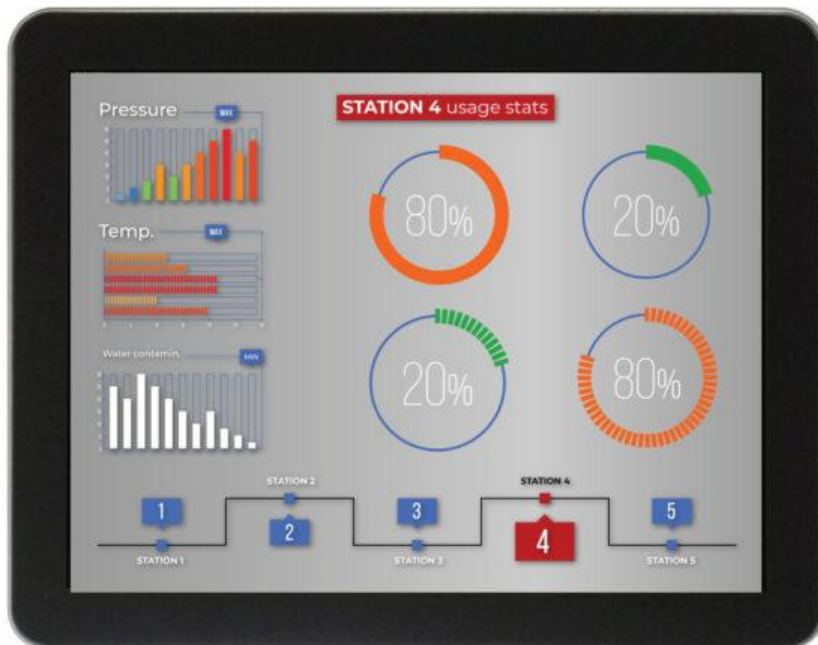 Pressure
MAX
STATION 4 usage stats
80%
20%
Temp.
MAX
20%
80%
Water contamin.
MIN
STATION 2
STATION 4
1
3
5
2
4
STATION 1
STATION 3
STATION 5